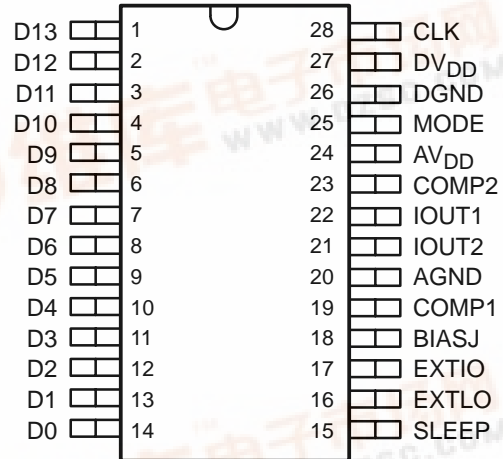 D13 1 28 CLK
D12 2 27 DVDD
D11 3 26 DGND
D10 4 25 MODE
D9 5 24 AVDD
D8 6 23 COMP2
D7 7 22 IOUT1
D6 8 21 IOUT2
D5 9 20 AGND
D4 10 19 COMP1
D3 11 18 BIASJ
D2 12 17 EXTIO
D1 13 16 EXTLO
D0 14 15 SLEEP